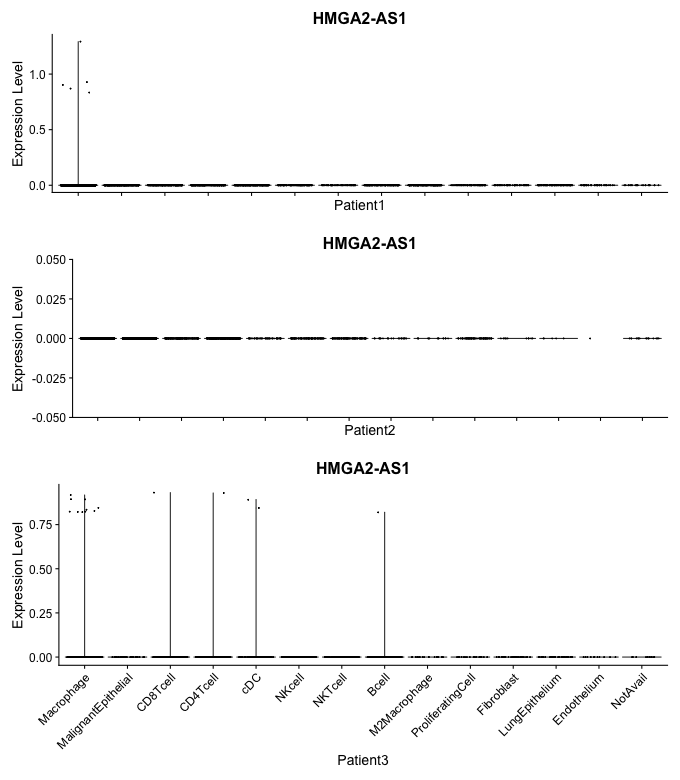 HMGA2-AS1
Expression Level
1.0
0.5
0.0
Patient1
HMGA2-AS1
Expression Level
0.050
0.025
0.000
-0.025
-0.050
Patient2
HMGA2-AS1
Expression Level
0.75
0.50
0.25
0.00
Macrophage
MalignantEpithelial
CD8Tcell
CD4Tcell
cDC
NKcell
NKTcell
Bcell
M2Macrophage
ProliferatingCell
Fibroblast
LungEpithelium
Endothelium
NotAvail
Patient3